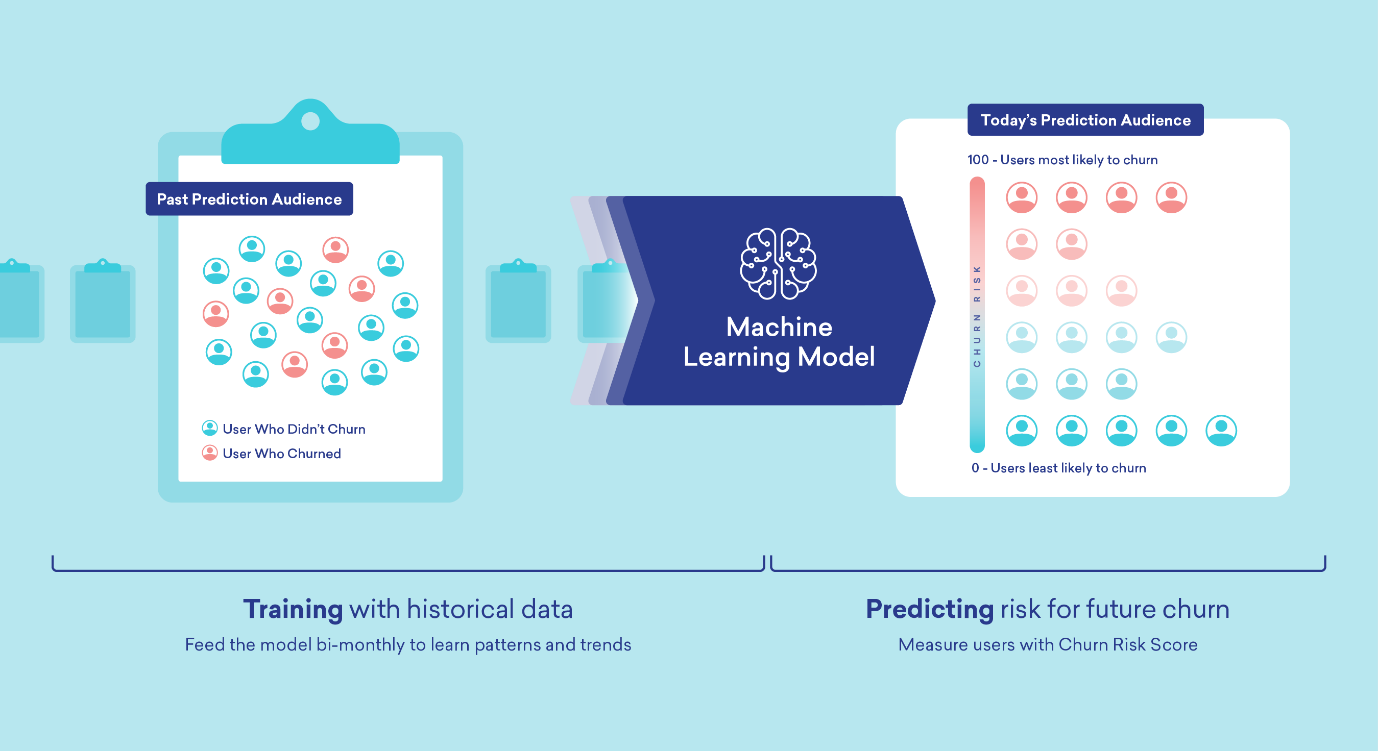 Past Prediction Audience
User Who Didn't Churn
User Who Churned
Machine
Learning Model
Today's Prediction Audience
100 - Users most likely to churn
CHURN RISK
0 - Users least likely to churn
Training with historical data
Feed the model bi-monthly to learn patterns and trends
Predicting risk for future churn
Measure users with Churn Risk Score